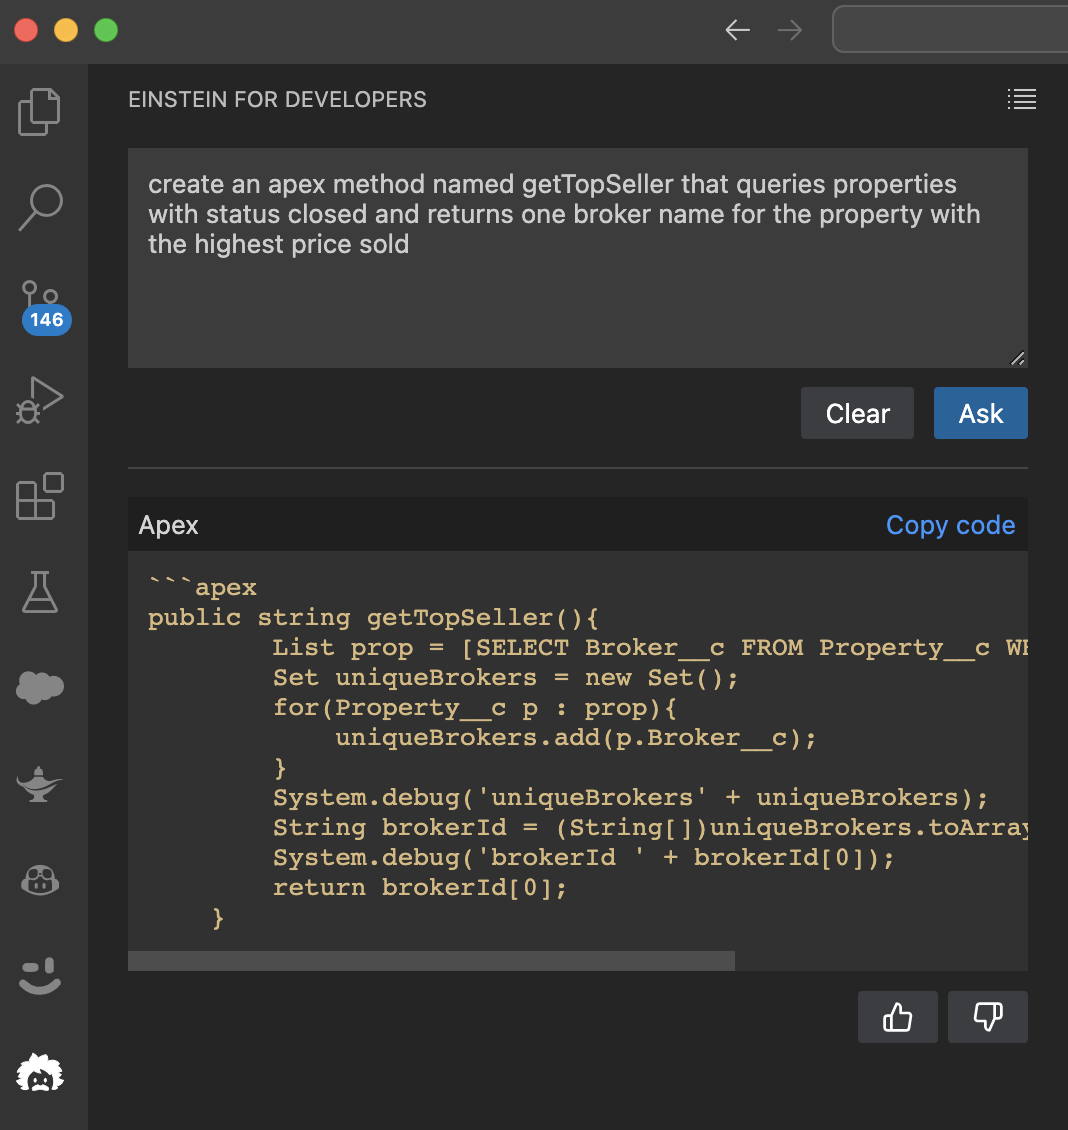 EINSTEIN FOR DEVELOPERS
create an apex method named getTopSeller that queries properties
with status closed and returns one broker name for the property with
the highest price sold
146
Clear
Ask
Apex
Copy code
```apex
public string getTopSeller(){
List prop = [SELECT Broker__c FROM Property__c
Set uniqueBrokers = new Set();
for(Property__c p : prop){
uniqueBrokers.add(p.Broker__c);
}
System.debug('uniqueBrokers' + uniqueBrokers);
String brokerId = (String[])uniqueBrokers.toArray
System.debug('brokerId ' + brokerId[0]);
return brokerId[0];
}